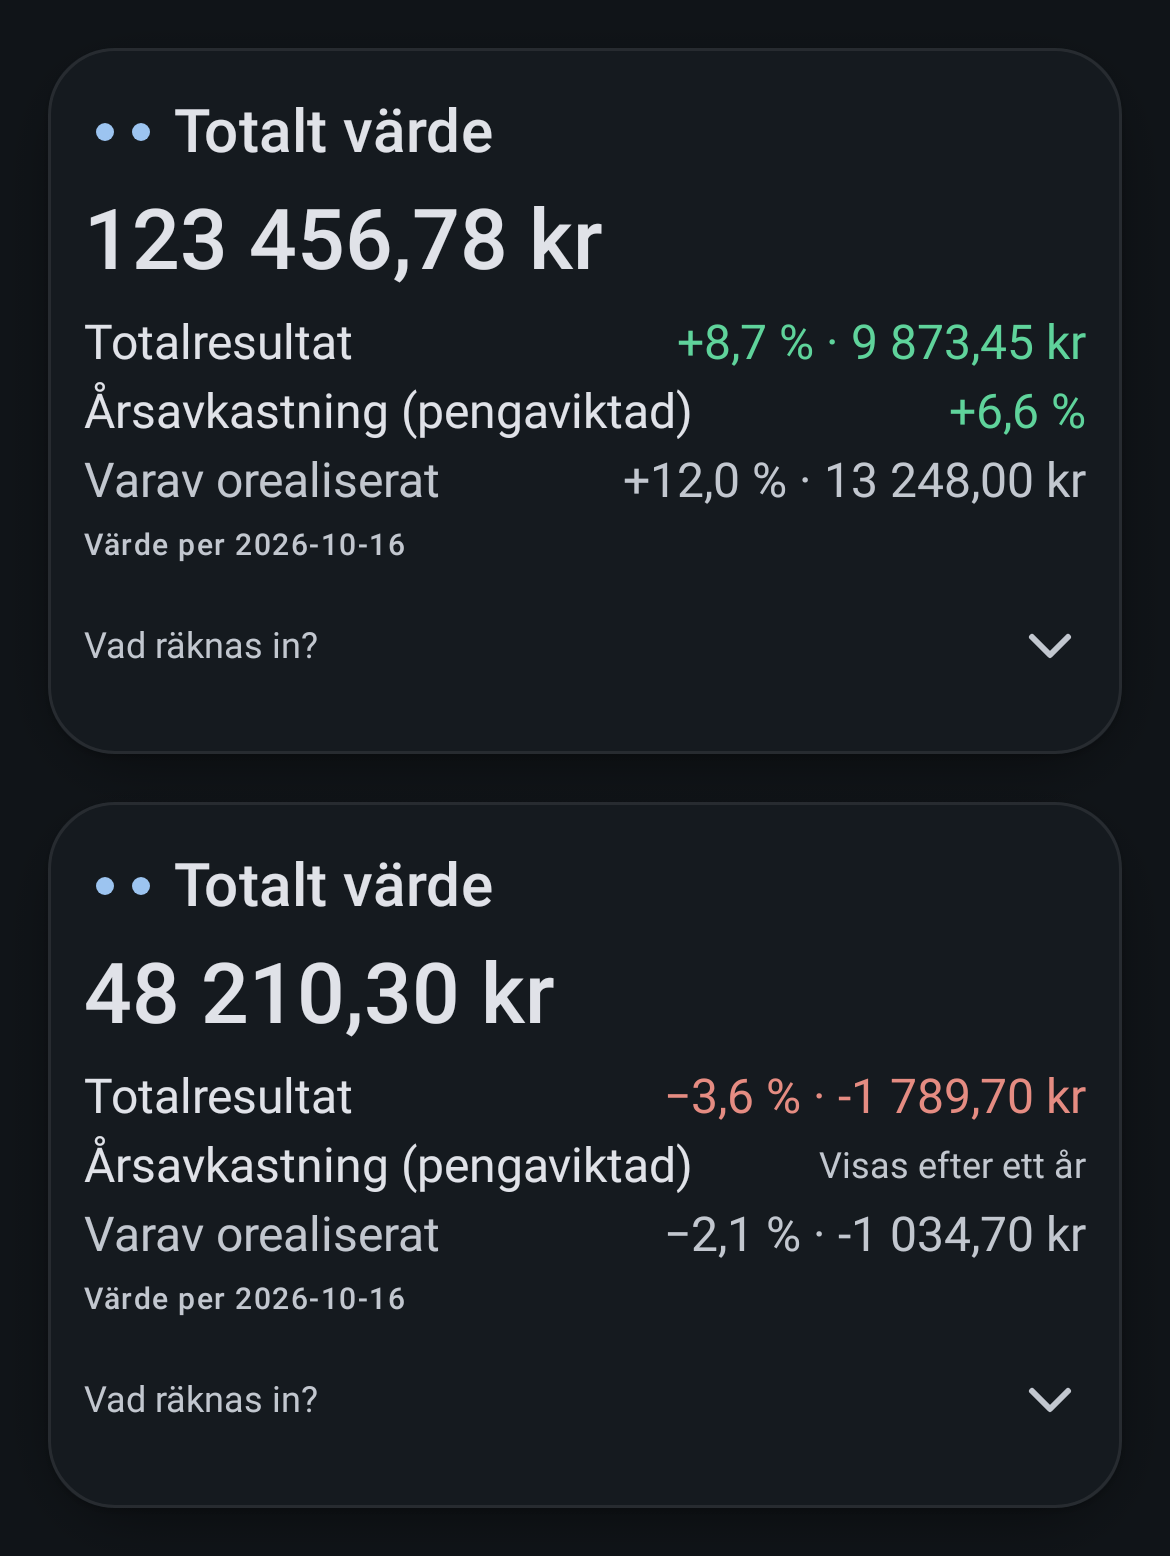 Totalt värde
123 456,78 kr
Totalresultat +8,7 % · 9 873,45 kr
Årsavkastning (pengaviktad) +6,6 %
Varav orealiserat +12,0 % · 13 248,00 kr
Värde per 2026-10-16
Vad räknas in?
Totalt värde
48 210,30 kr
Totalresultat −3,6 % · -1 789,70 kr
Årsavkastning (pengaviktad) Visas efter ett år
Varav orealiserat −2,1 % · -1 034,70 kr
Värde per 2026-10-16
Vad räknas in?